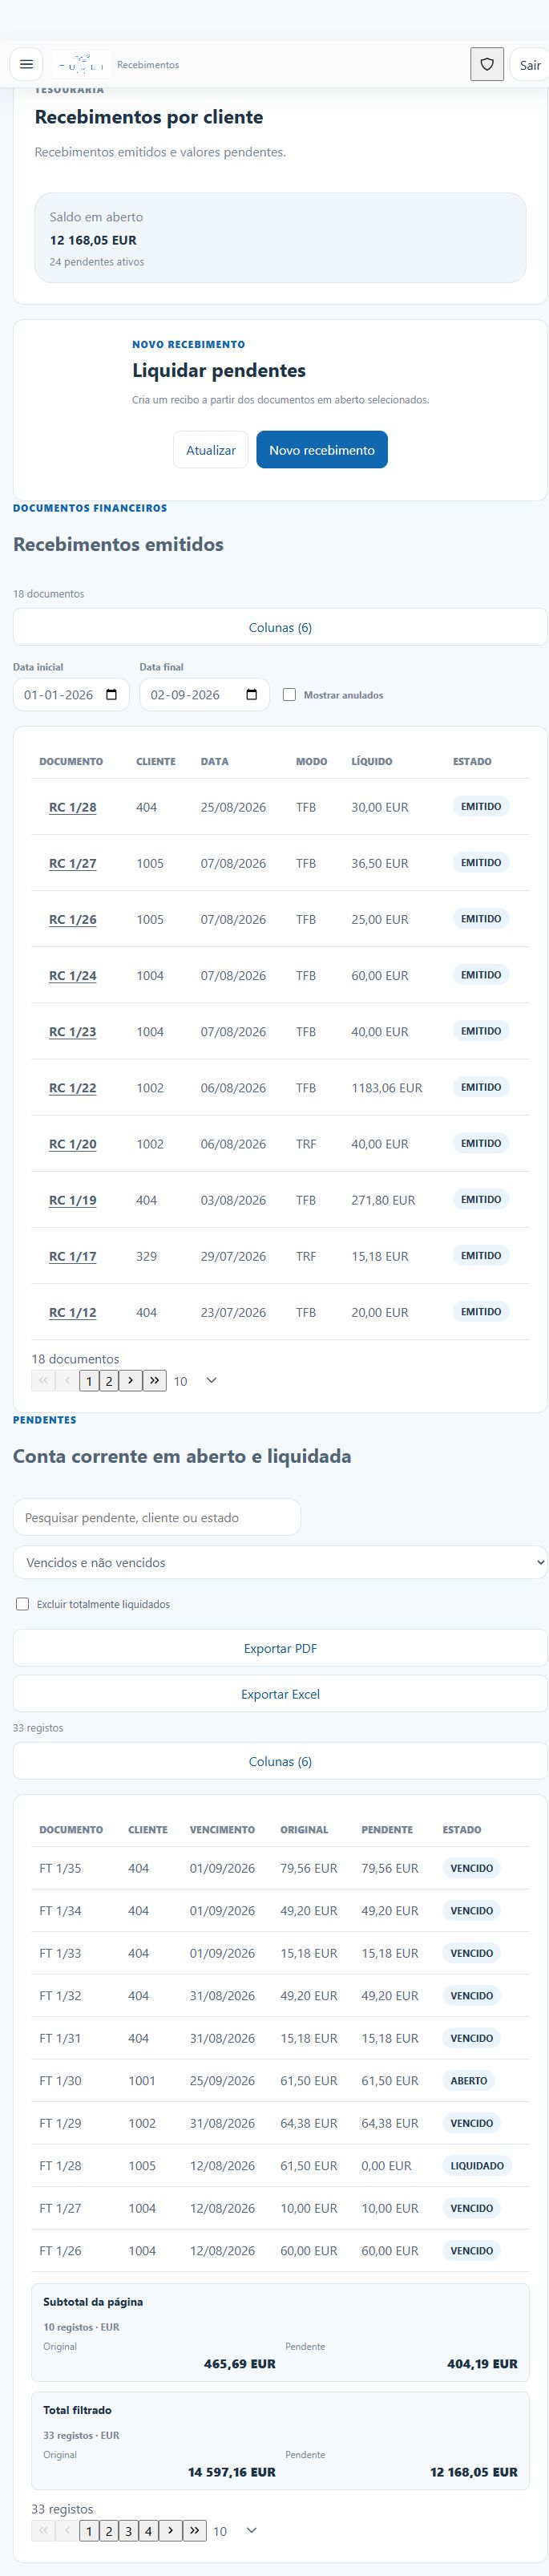 Recebimentos
Sair
TESOURARIA
Recebimentos por cliente
Recebimentos emitidos e valores pendentes.
Saldo em aberto
12 168,05 EUR
24 pendentes ativos
NOVO RECEBIMENTO
Liquidar pendentes
Cria um recibo a partir dos documentos em aberto selecionados.
Atualizar Novo recebimento
DOCUMENTOS FINANCEIROS
Recebimentos emitidos
18 documentos
Colunas (6)
Data inicial Data final
01-01-2026 02-09-2026 Mostrar anulados
DOCUMENTO CLIENTE DATA MODO LÍQUIDO ESTADO
RC 1/28 404 25/08/2026 TFB 30,00 EUR EMITIDO
RC 1/27 1005 07/08/2026 TFB 36,50 EUR EMITIDO
RC 1/26 1005 07/08/2026 TFB 25,00 EUR EMITIDO
RC 1/24 1004 07/08/2026 TFB 60,00 EUR EMITIDO
RC 1/23 1004 07/08/2026 TFB 40,00 EUR EMITIDO
RC 1/22 1002 06/08/2026 TFB 1183,06 EUR EMITIDO
RC 1/20 1002 06/08/2026 TRF 40,00 EUR EMITIDO
RC 1/19 404 03/08/2026 TFB 271,80 EUR EMITIDO
RC 1/17 329 29/07/2026 TRF 15,18 EUR EMITIDO
RC 1/12 404 23/07/2026 TFB 20,00 EUR EMITIDO
18 documentos
« ‹ 1 2 › » 10
PENDENTES
Conta corrente em aberto e liquidada
Pesquisar pendente, cliente ou estado
Vencidos e não vencidos
Excluir totalmente liquidados
Exportar PDF
Exportar Excel
33 registos
Colunas (6)
DOCUMENTO CLIENTE VENCIMENTO ORIGINAL PENDENTE ESTADO
FT 1/35 404 01/09/2026 79,56 EUR 79,56 EUR VENCIDO
FT 1/34 404 01/09/2026 49,20 EUR 49,20 EUR VENCIDO
FT 1/33 404 01/09/2026 15,18 EUR 15,18 EUR VENCIDO
FT 1/32 404 31/08/2026 49,20 EUR 49,20 EUR VENCIDO
FT 1/31 404 31/08/2026 15,18 EUR 15,18 EUR VENCIDO
FT 1/30 1001 25/09/2026 61,50 EUR 61,50 EUR ABERTO
FT 1/29 1002 31/08/2026 64,38 EUR 64,38 EUR VENCIDO
FT 1/28 1005 12/08/2026 61,50 EUR 0,00 EUR LIQUIDADO
FT 1/27 1004 12/08/2026 10,00 EUR 10,00 EUR VENCIDO
FT 1/26 1004 12/08/2026 60,00 EUR 60,00 EUR VENCIDO
Subtotal da página
10 registos · EUR
Original Pendente
465,69 EUR 404,19 EUR
Total filtrado
33 registos · EUR
Original Pendente
14 597,16 EUR 12 168,05 EUR
33 registos
« ‹ 1 2 3 4 › » 10